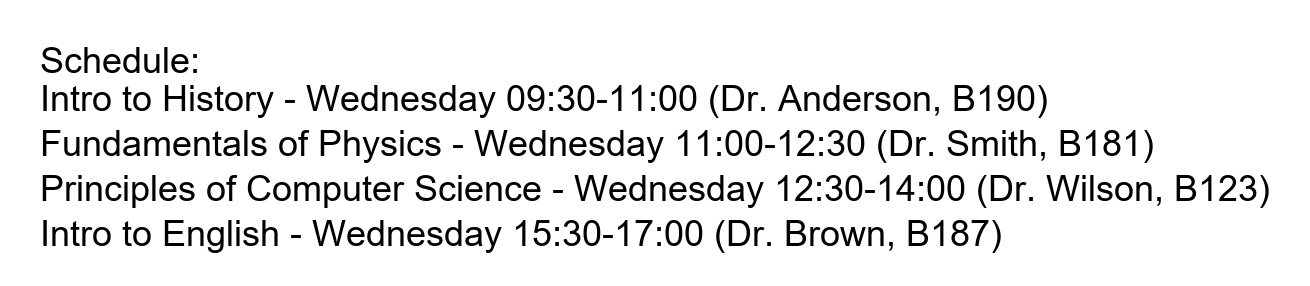 Schedule:
Intro to History - Wednesday 09:30-11:00 (Dr. Anderson, B190)
Fundamentals of Physics - Wednesday 11:00-12:30 (Dr. Smith, B181)
Principles of Computer Science - Wednesday 12:30-14:00 (Dr. Wilson, B123)
Intro to English - Wednesday 15:30-17:00 (Dr. Brown, B187)